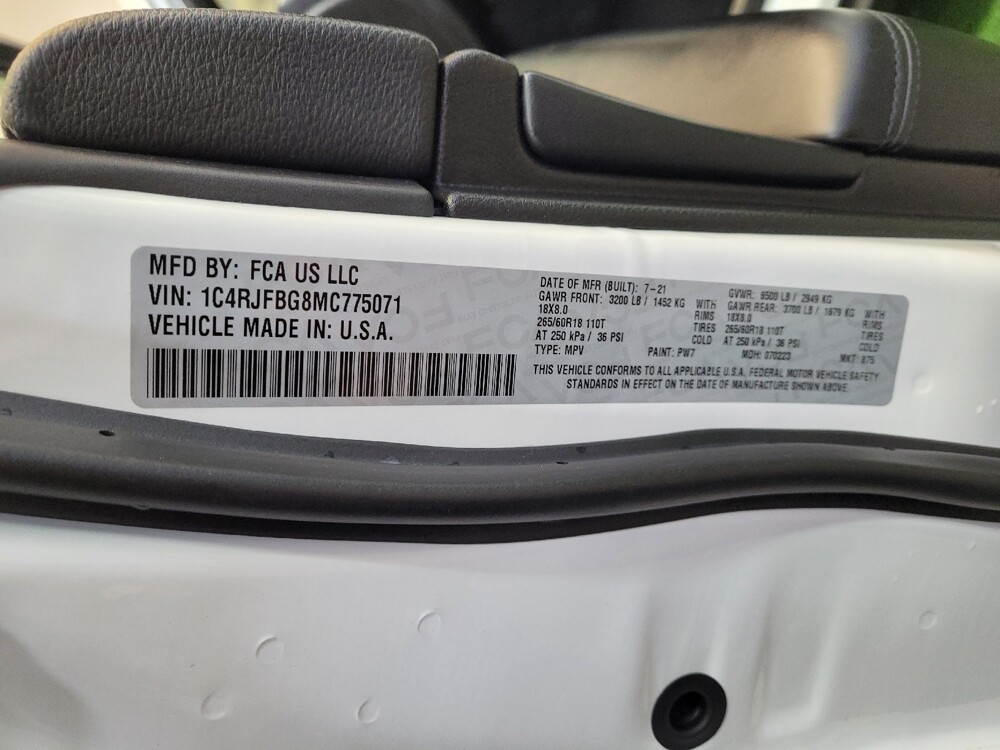 MFD BY: FCA US LLC
VIN: 1C4RJFBG8MC775071
VEHICLE MADE IN: U.S.A.
DATE OF MFR (BUILT): 7-21 GVWR: 6500 LB / 2949 KG
GAWR FRONT: 3200 LB / 1452 KG WITH GAWR REAR: 3700 LB / 1679 KG WITH
18X8.0 RIMS 18X8.0 RIMS
265/60R18 110T TIRES 265/60R18 110T TIRES
AT 250 kPa / 36 PSI COLD AT 250 kPa / 36 PSI COLD
TYPE: MPV PAINT: PW7 MDH: 070223 MKT: 875
THIS VEHICLE CONFORMS TO ALL APPLICABLE U.S.A. FEDERAL MOTOR VEHICLE SAFETY
STANDARDS IN EFFECT ON THE DATE OF MANUFACTURE SHOWN ABOVE.